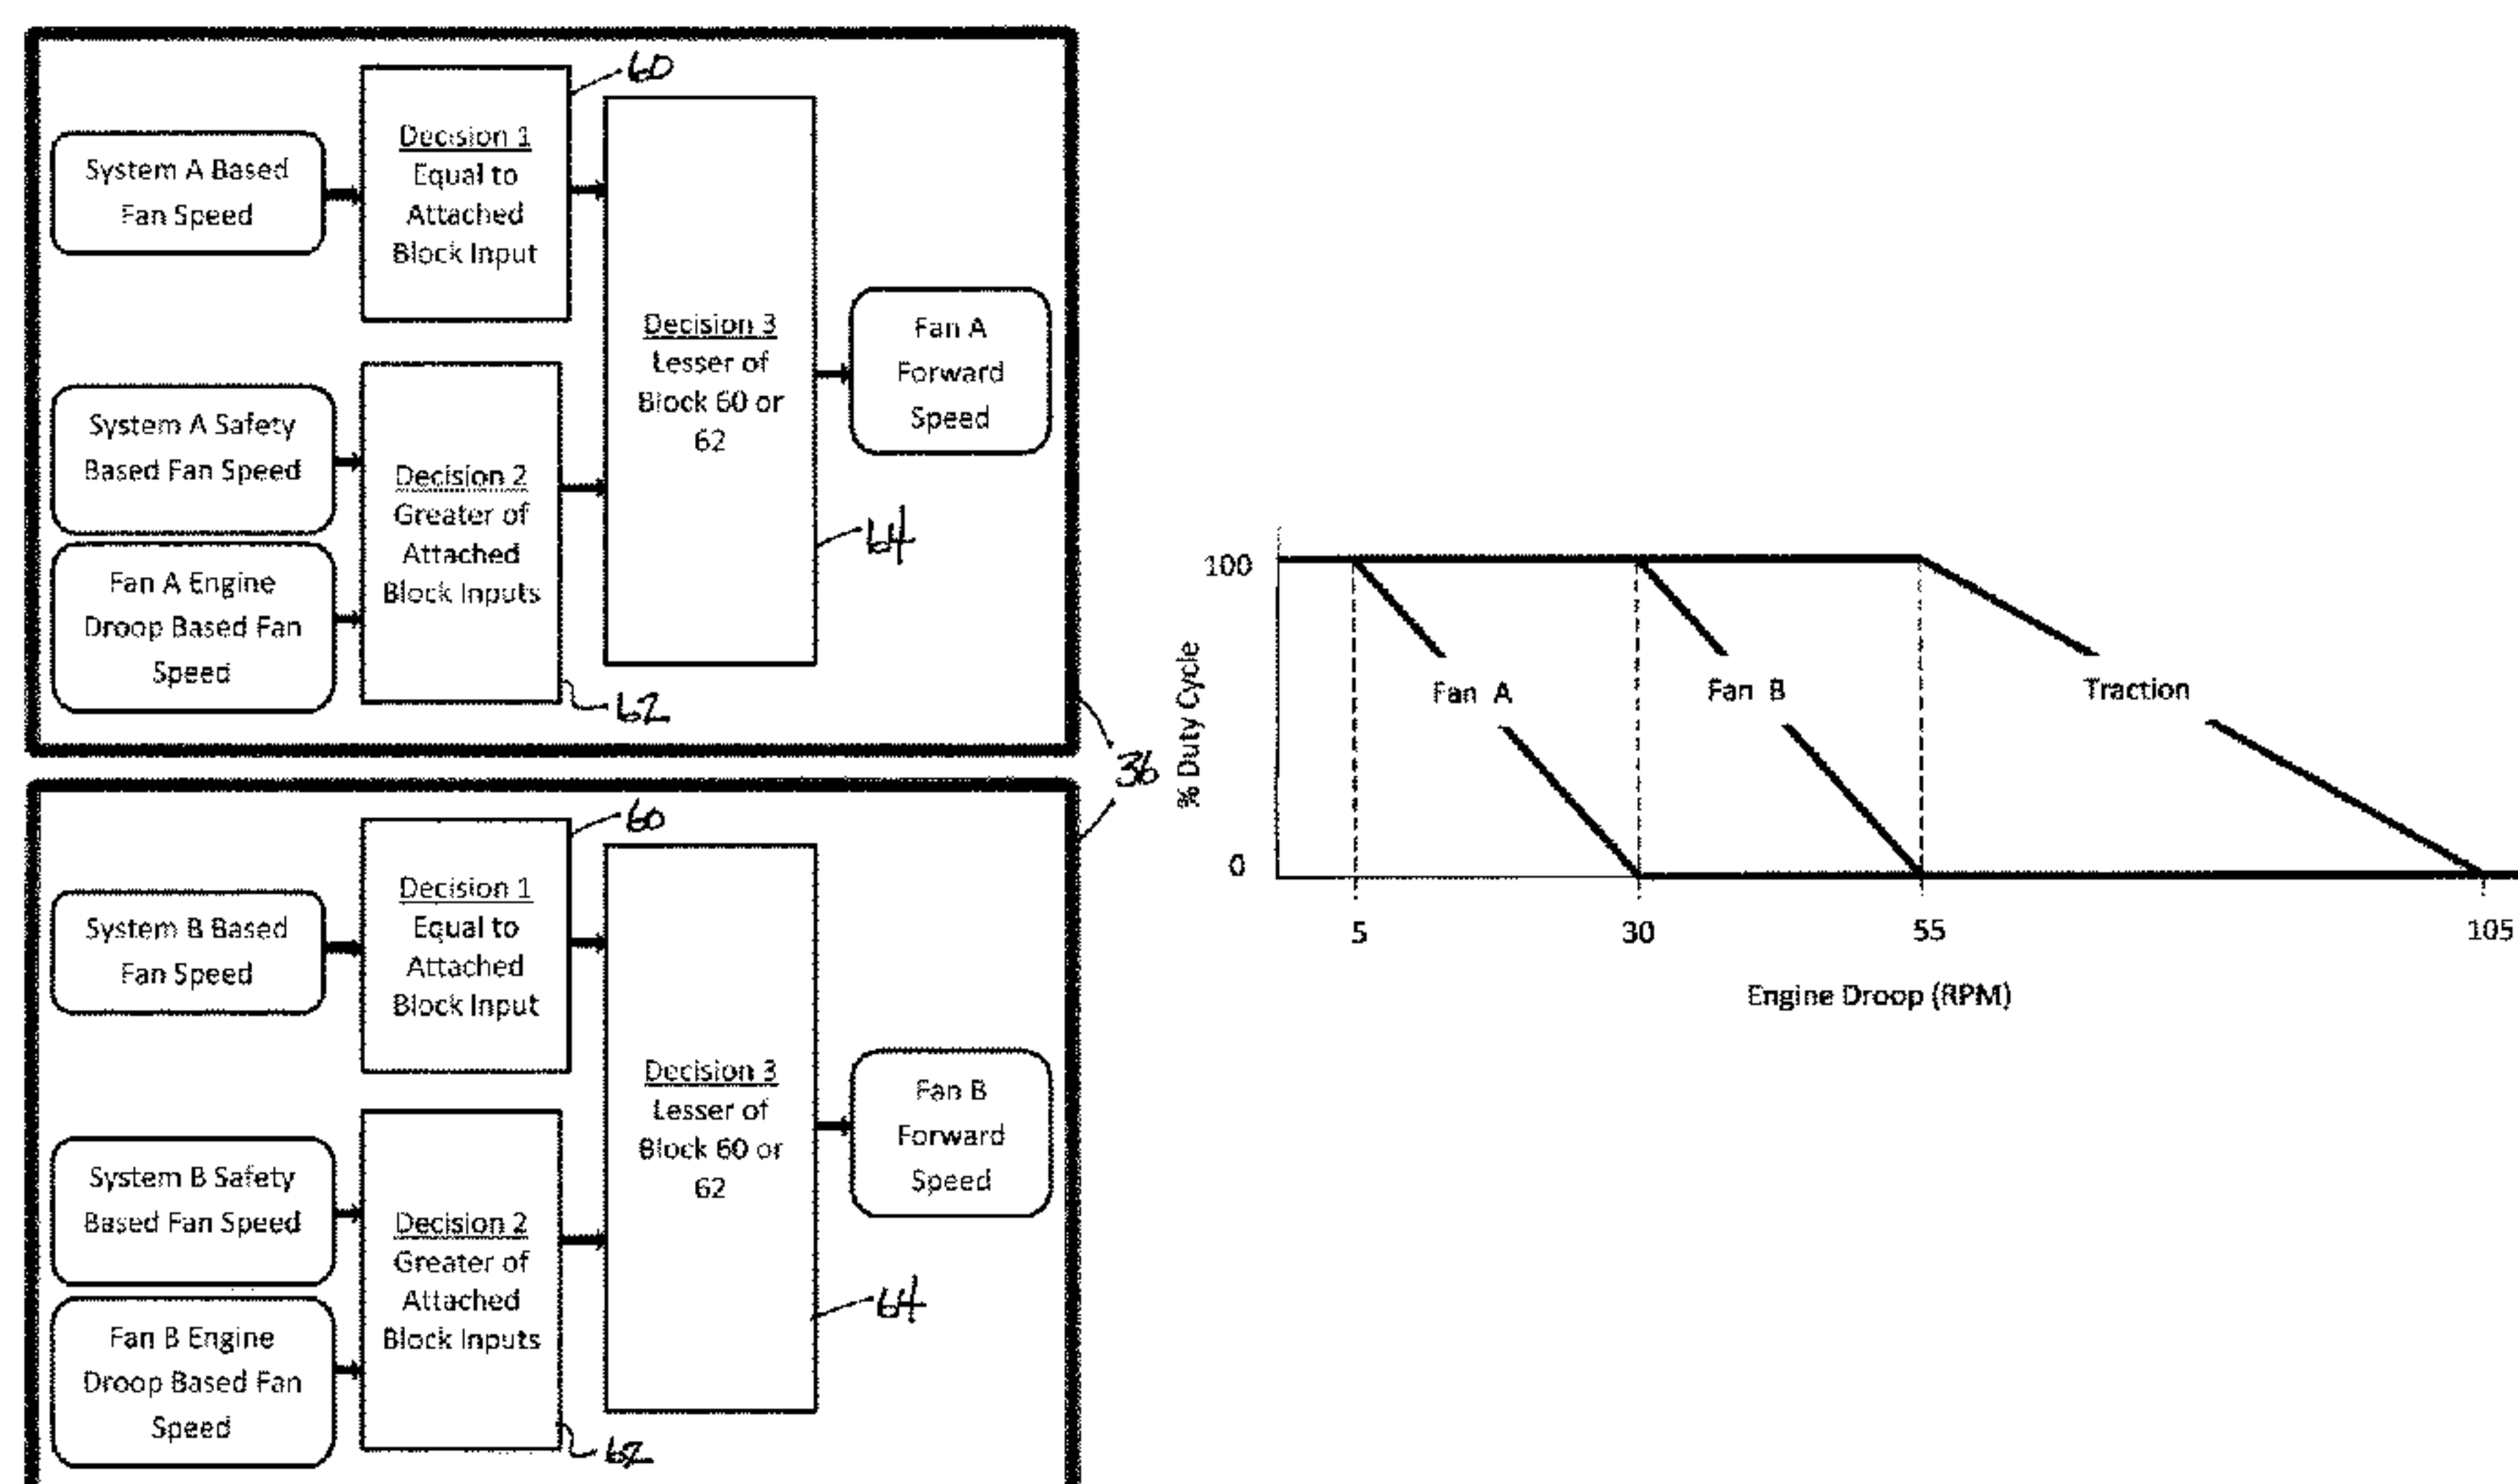 60
Decision 1
Equal to
Attached
Block Input
System A Based
Fan Speed
Decision 3
Lesser of
Block 60 or
62
Fan A
Forward
Speed
System A Safety
Based Fan Speed
Decision 2
Greater of
Attached
Block Inputs
Fan A Engine
Droop Based Fan
Speed
64
62
36
60
Decision 1
Equal to
Attached
Block Input
System B Based
Fan Speed
Decision 3
Lesser of
Block 60 or
62
Fan B
Forward
Speed
System B Safety
Based Fan Speed
Decision 2
Greater of
Attached
Block Inputs
Fan B Engine
Droop Based Fan
Speed
64
62
100
% Duty Cycle
Fan A
Fan B
Traction
0
5
30
55
105
Engine Droop (RPM)